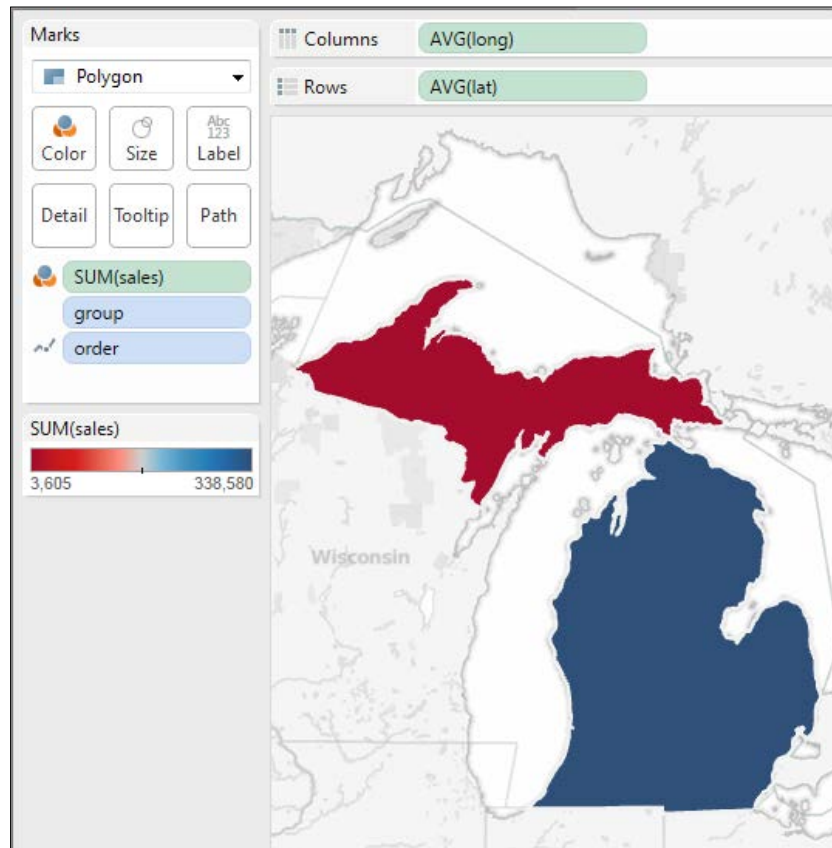 Marks
Polygon
Color
Size
Abc
123
Label
Detail
Tooltip
Path
SUM(sales)
group
order
SUM(sales)
3,605
338,580
Columns
AVG(long)
Rows
AVG(lat)
Wisconsin